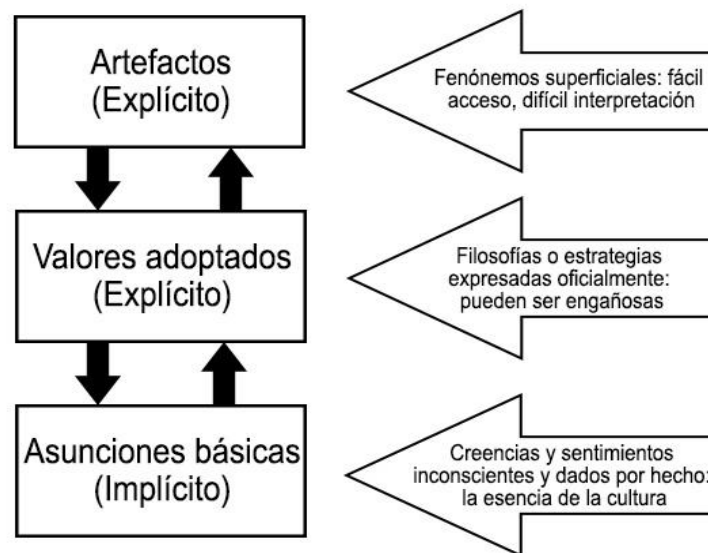 Artefactos
(Explícito)
Fenónemos superficiales: fácil
acceso, difícil interpretación
Valores adoptados
(Explícito)
Filosofías o estrategias
expresadas oficialmente:
pueden ser engañosas
Asunciones básicas
(Implícito)
Creencias y sentimientos
inconscientes y dados por hecho:
la esencia de la cultura